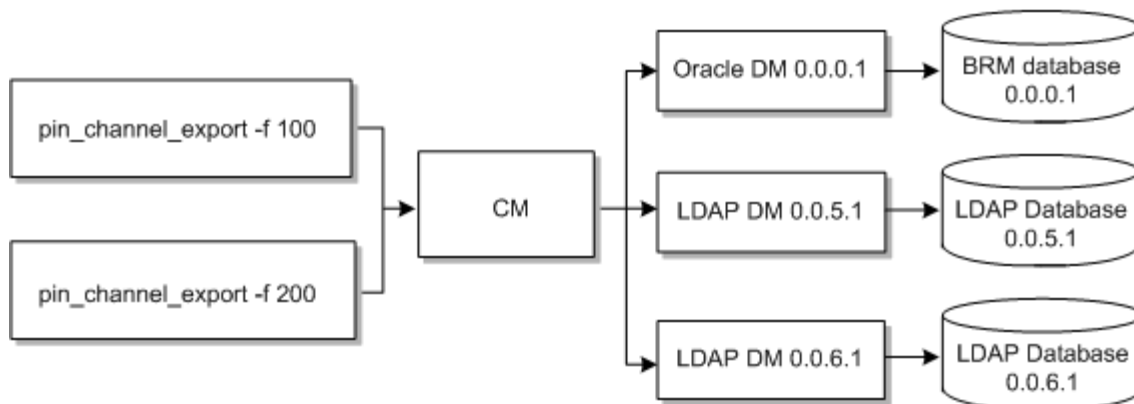 pin_channel_export -f 100
pin_channel_export -f 200
CM
Oracle DM 0.0.0.1
BRM database
0.0.0.1
LDAP DM 0.0.5.1
LDAP Database
0.0.5.1
LDAP DM 0.0.6.1
LDAP Database
0.0.6.1